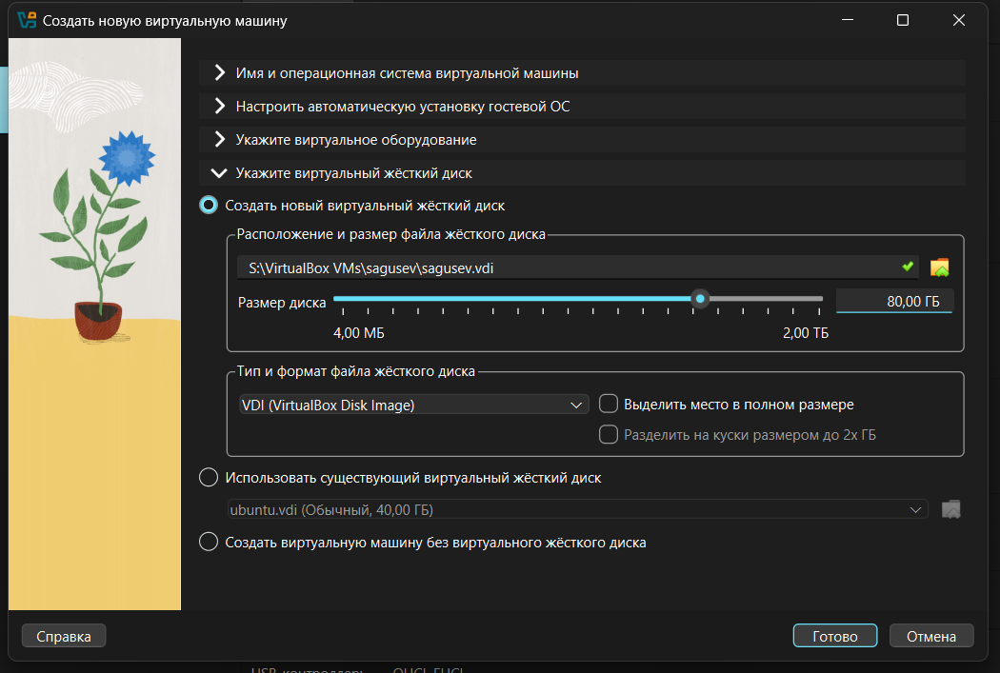 Создать новую виртуальную машину
Имя и операционная система виртуальной машины
Настроить автоматическую установку гостевой ОС
Укажите виртуальное оборудование
Укажите виртуальный жёсткий диск
Создать новый виртуальный жёсткий диск
Расположение и размер файла жёсткого диска
S:\VirtualBox VMs\sagusev\sagusev.vdi
Размер диска 80,00 ГБ
4,00 МБ 2,00 ТБ
Тип и формат файла жёсткого диска
VDI (VirtualBox Disk Image) Выделить место в полном размере
Разделить на куски размером до 2х ГБ
Использовать существующий виртуальный жёсткий диск
ubuntu.vdi (Обычный, 40,00 ГБ)
Создать виртуальную машину без виртуального жёсткого диска
Справка Готово Отмена